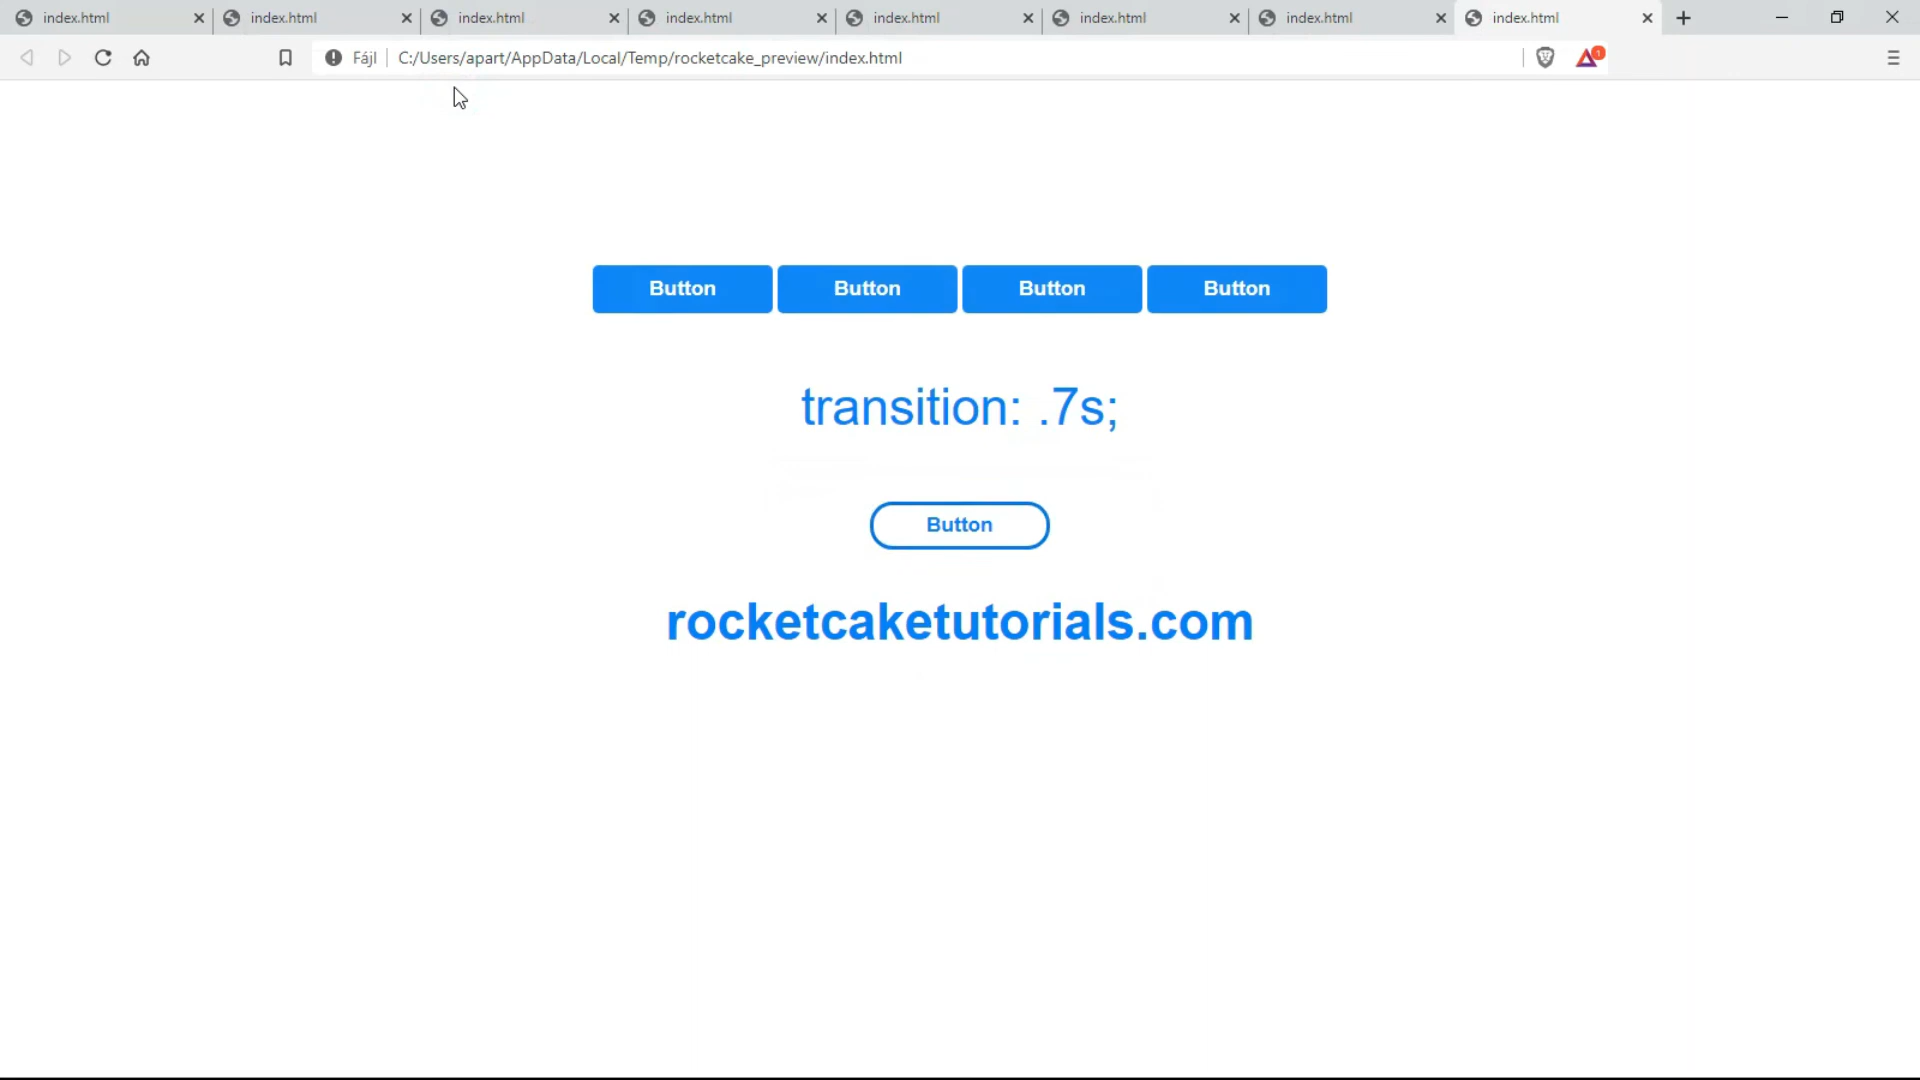 index.html index.html index.html index.html index.html index.html index.html index.html
Fájl C:/Users/apart/AppData/Local/Temp/rocketcake_preview/index.html 1
Button Button Button Button
transition: .7s;
Button
rocketcaketutorials.com